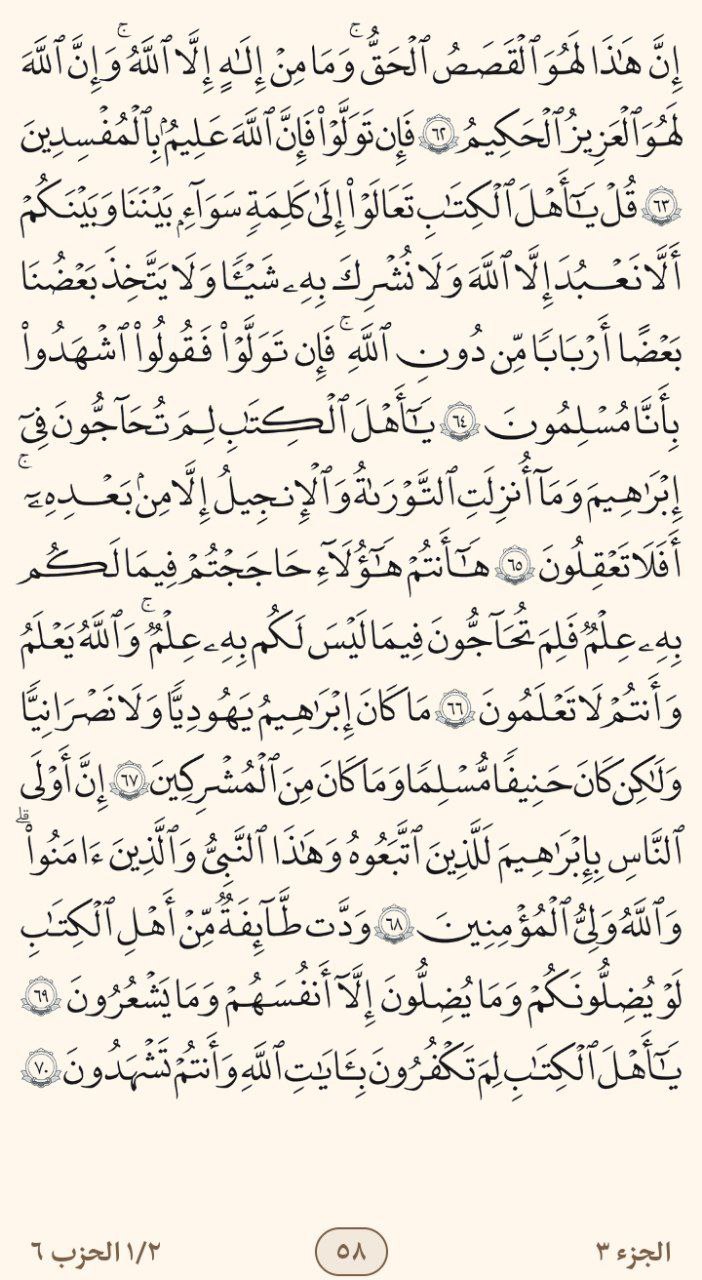 إِنَّ هَٰذَا لَهُوَ ٱلْقَصَصُ ٱلْحَقُّ ۚ وَمَا مِنْ إِلَٰهٍ إِلَّا ٱللَّهُ ۚ وَإِنَّ ٱللَّهَ
لَهُوَ ٱلْعَزِيزُ ٱلْحَكِيمُ ٦٢ فَإِن تَوَلَّوْا۟ فَإِنَّ ٱللَّهَ عَلِيمٌۢ بِٱلْمُفْسِدِينَ
٦٣ قُلْ يَٰٓأَهْلَ ٱلْكِتَٰبِ تَعَالَوْا۟ إِلَىٰ كَلِمَةٍ سَوَآءٍۭ بَيْنَنَا وَبَيْنَكُمْ
أَلَّا نَعْبُدَ إِلَّا ٱللَّهَ وَلَا نُشْرِكَ بِهِۦ شَيْـًٔا وَلَا يَتَّخِذَ بَعْضُنَا
بَعْضًا أَرْبَابًا مِّن دُونِ ٱللَّهِ ۚ فَإِن تَوَلَّوْا۟ فَقُولُوا۟ ٱشْهَدُوا۟
بِأَنَّا مُسْلِمُونَ ٦٤ يَٰٓأَهْلَ ٱلْكِتَٰبِ لِمَ تُحَآجُّونَ فِىٓ
إِبْرَٰهِيمَ وَمَآ أُنزِلَتِ ٱلتَّوْرَىٰةُ وَٱلْإِنجِيلُ إِلَّا مِنۢ بَعْدِهِۦٓ ۚ
أَفَلَا تَعْقِلُونَ ٦٥ هَٰٓأَنتُمْ هَٰٓؤُلَآءِ حَاجَجْتُمْ فِيمَا لَكُم
بِهِۦ عِلْمٌ فَلِمَ تُحَآجُّونَ فِيمَا لَيْسَ لَكُم بِهِۦ عِلْمٌ ۚ وَٱللَّهُ يَعْلَمُ
وَأَنتُمْ لَا تَعْلَمُونَ ٦٦ مَا كَانَ إِبْرَٰهِيمُ يَهُودِيًّا وَلَا نَصْرَانِيًّا
وَلَٰكِن كَانَ حَنِيفًا مُّسْلِمًا وَمَا كَانَ مِنَ ٱلْمُشْرِكِينَ ٦٧ إِنَّ أَوْلَى
ٱلنَّاسِ بِإِبْرَٰهِيمَ لَلَّذِينَ ٱتَّبَعُوهُ وَهَٰذَا ٱلنَّبِىُّ وَٱلَّذِينَ ءَامَنُوا۟ ۗ
وَٱللَّهُ وَلِىُّ ٱلْمُؤْمِنِينَ ٦٨ وَدَّت طَّآئِفَةٌ مِّنْ أَهْلِ ٱلْكِتَٰبِ
لَوْ يُضِلُّونَكُمْ وَمَا يُضِلُّونَ إِلَّآ أَنفُسَهُمْ وَمَا يَشْعُرُونَ ٦٩
يَٰٓأَهْلَ ٱلْكِتَٰبِ لِمَ تَكْفُرُونَ بِـَٔايَٰتِ ٱللَّهِ وَأَنتُمْ تَشْهَدُونَ ٧٠
الجزء ٣
٥٨
١/٢ الحزب ٦